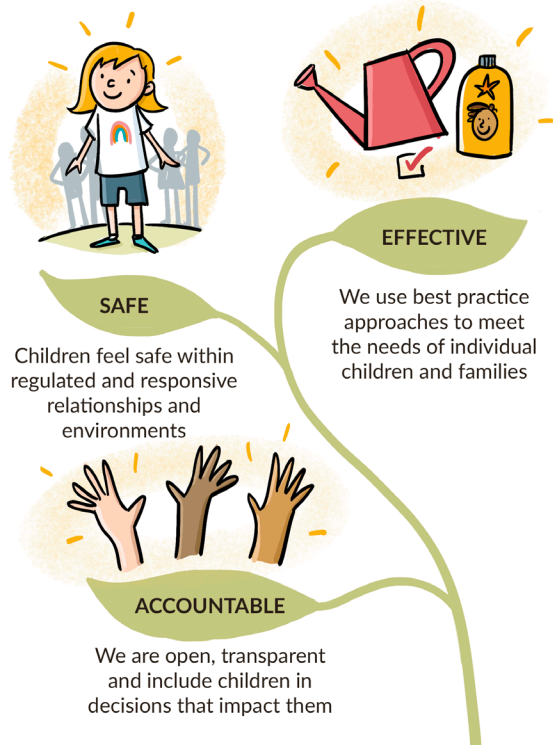 SAFE
Children feel safe within
regulated and responsive
relationships and
environments
EFFECTIVE
We use best practice
approaches to meet
the needs of individual
children and families
ACCOUNTABLE
We are open, transparent
and include children in
decisions that impact them